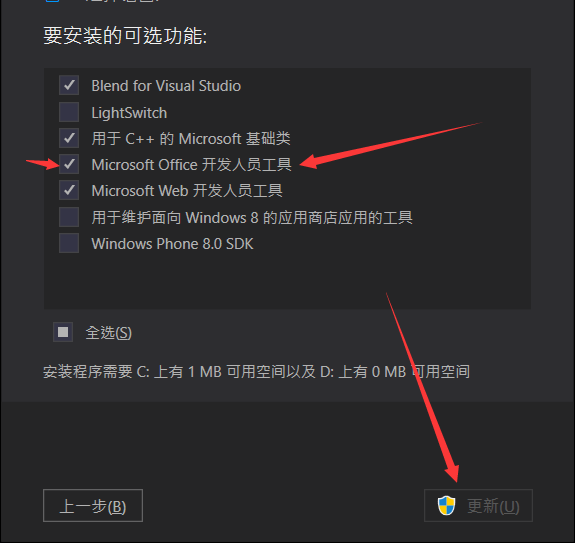 要安装的可选功能:
Blend for Visual Studio
LightSwitch
用于 C++ 的 Microsoft 基础类
Microsoft Office 开发人员工具
Microsoft Web 开发人员工具
用于维护面向 Windows 8 的应用商店应用的工具
Windows Phone 8.0 SDK
全选(S)
安装程序需要 C: 上有 1 MB 可用空间以及 D: 上有 0 MB 可用空间
上一步(B)
更新(U)